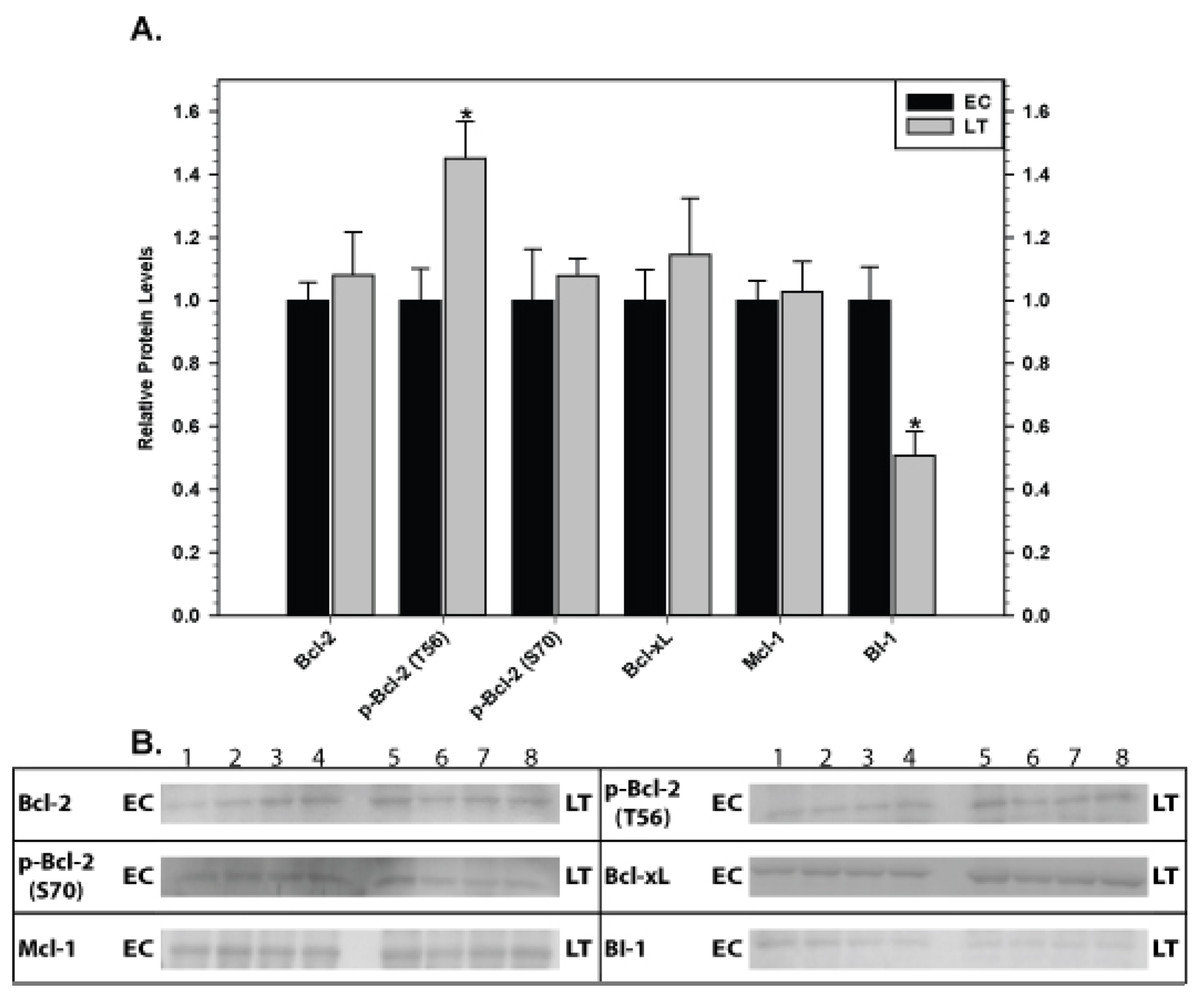 A.
EC
LT
Relative Protein Levels
1.6 1.6
1.4 1.4
1.2 1.2
1.0 1.0
0.8 0.8
0.6 0.6
0.4 0.4
0.2 0.2
0.0 0.0
*
*
Bcl-2 p-Bcl-2 (T56) p-Bcl-2 (S70) Bcl-xL Mcl-1 BI-1
B.
1 2 3 4 5 6 7 8 1 2 3 4 5 6 7 8
Bcl-2 EC LT
p-Bcl-2
(T56) EC LT
p-Bcl-2
(S70) EC LT
Bcl-xL EC LT
Mcl-1 EC LT
BI-1 EC LT